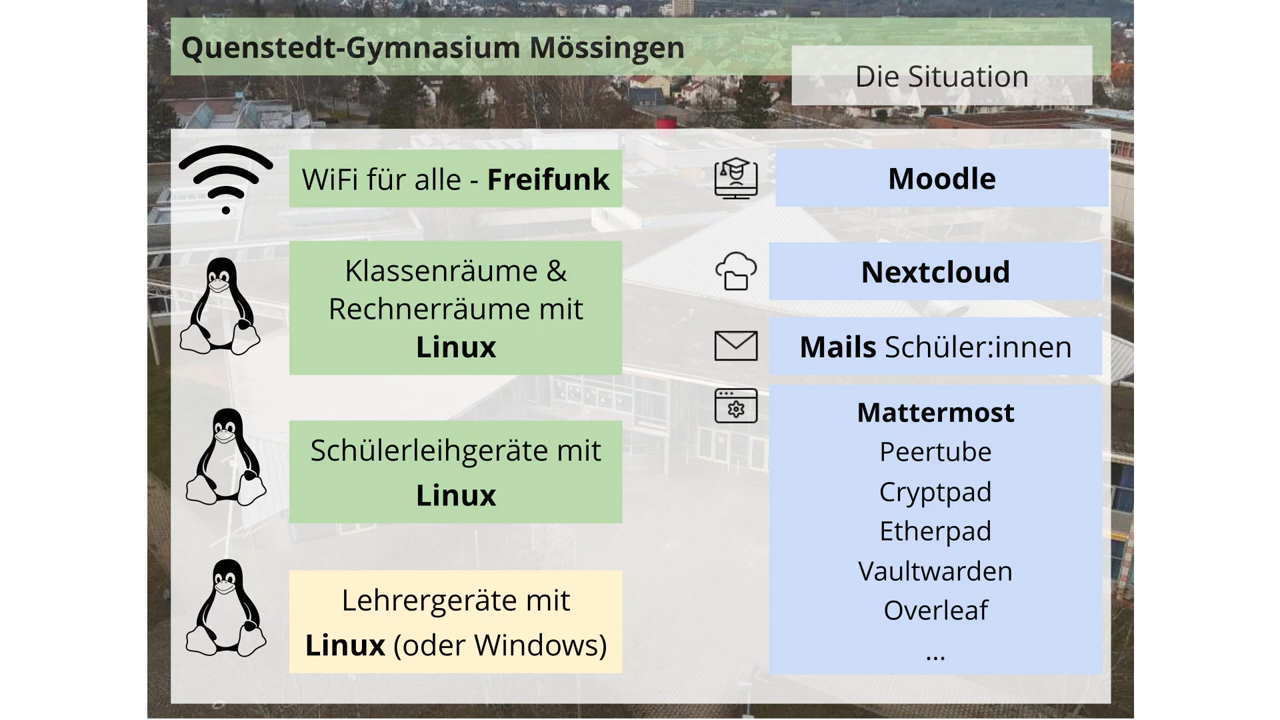 Quenstedt-Gymnasium Mössingen
Die Situation
WiFi für alle - Freifunk
Klassenräume &
Rechnerräume mit
Linux
Schülerleihgeräte mit
Linux
Lehrergeräte mit
Linux (oder Windows)
Moodle
Nextcloud
Mails Schüler:innen
Mattermost
Peertube
Cryptpad
Etherpad
Vaultwarden
Overleaf
...